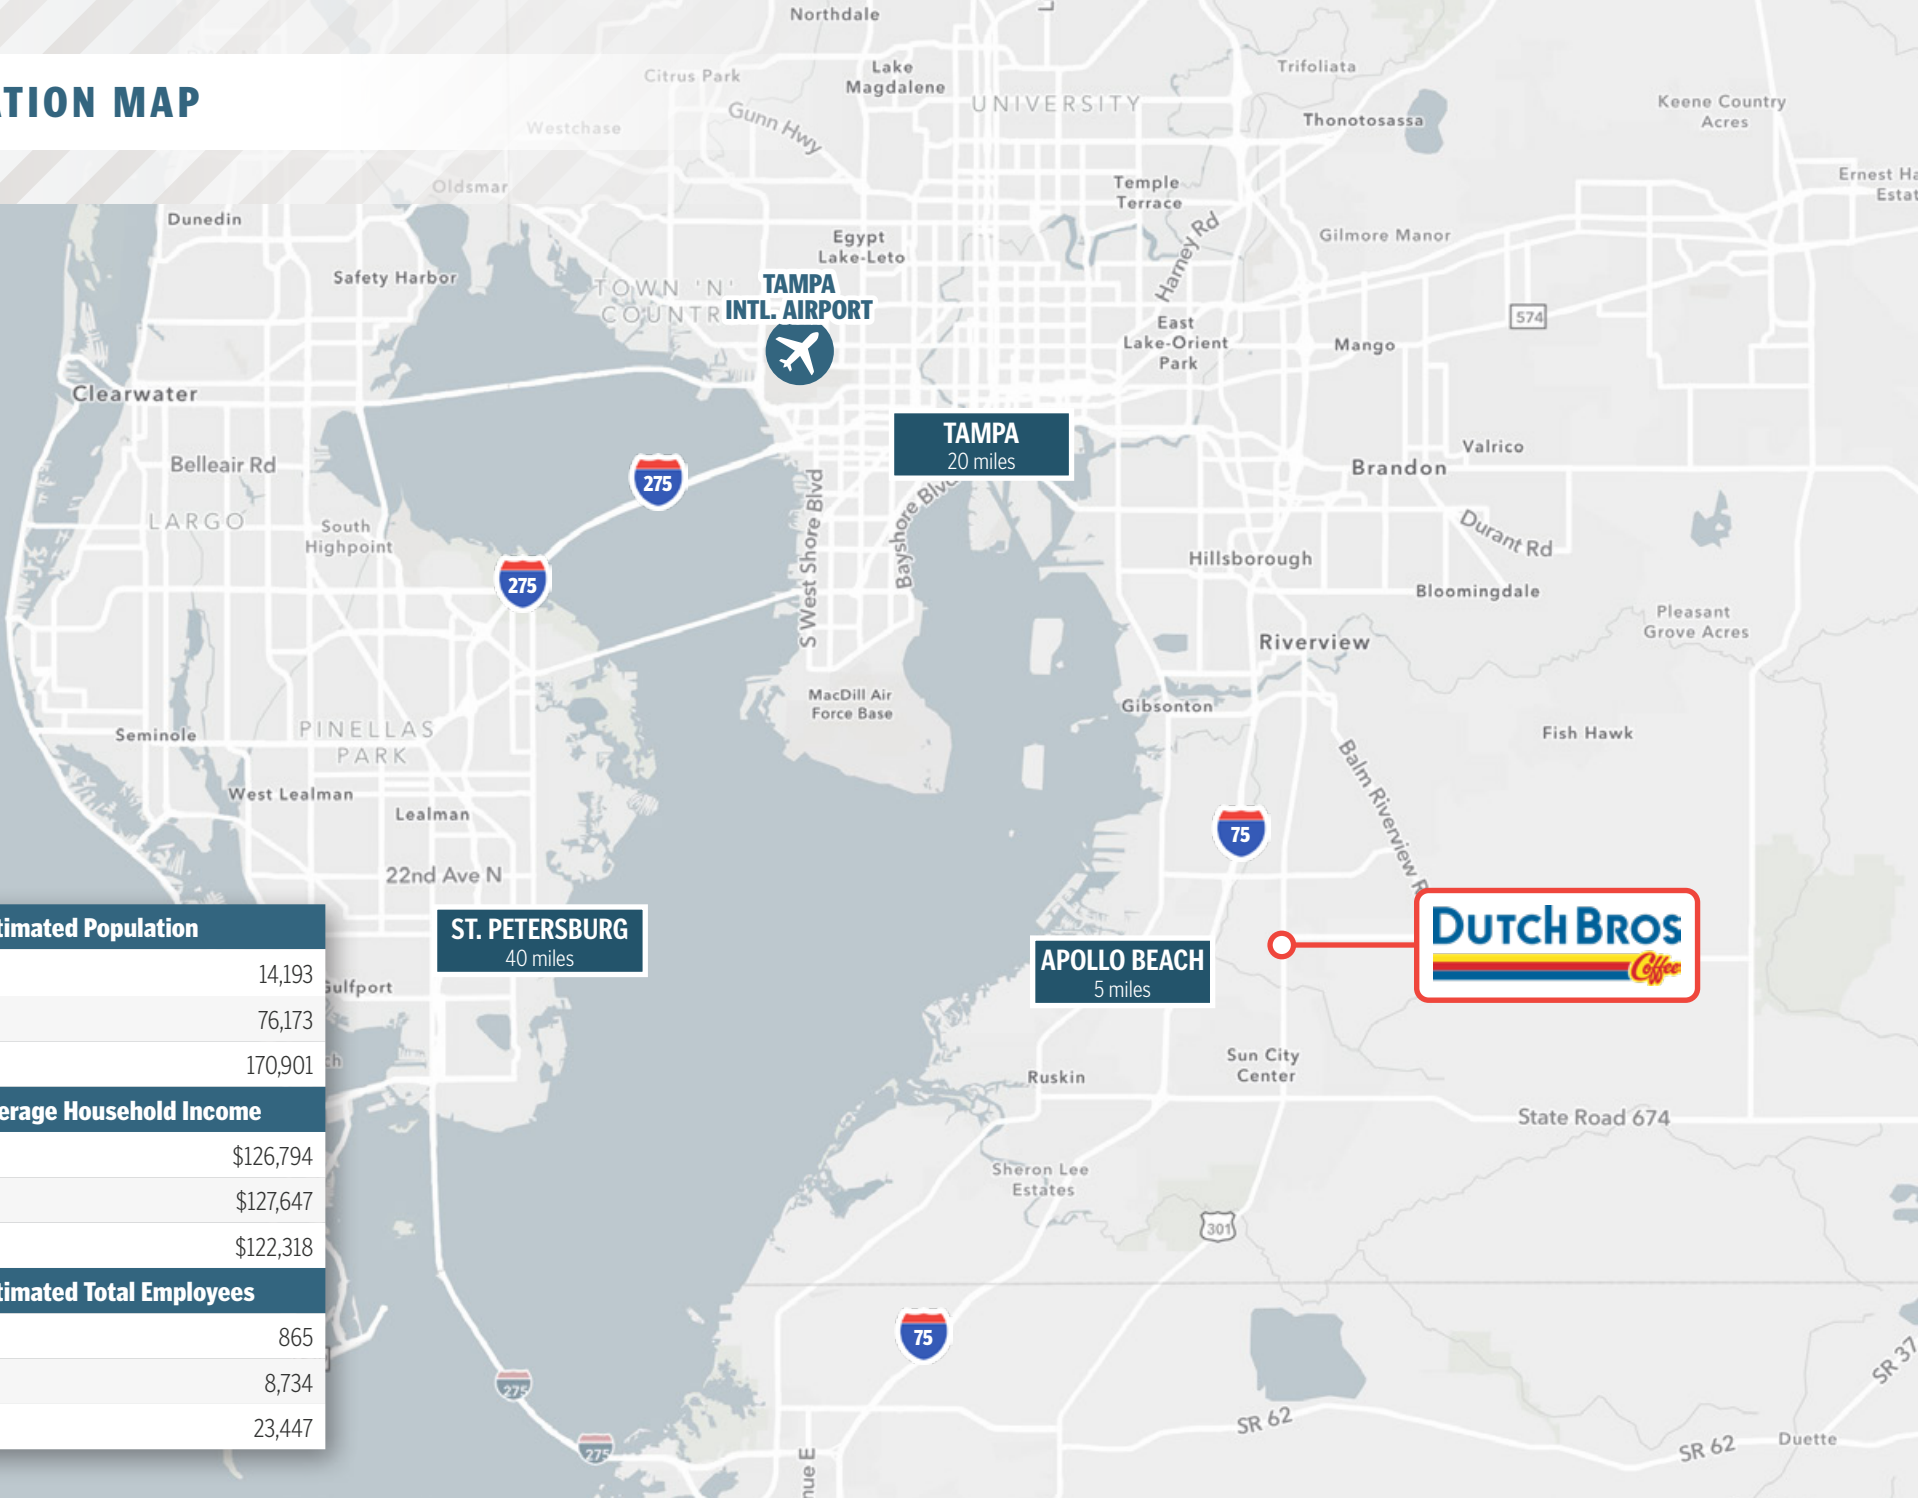 ATION MAP
Northdale
Citrus Park
Lake
Magdalene
UNIVERSITY
Trifoliata
Thonotosassa
Keene Country
Acres
Gunn Hwy
Westchase
Oldsmar
Temple
Terrace
Ernest Ha
Estat
Dunedin
Safety Harbor
Egypt
Lake-Leto
Harney Rd
Gilmore Manor
TOWN 'N'
COUNTR
TAMPA
INTL. AIRPORT
574
East
Lake-Orient
Park
Mango
Clearwater
TAMPA
20 miles
Valrico
Brandon
Belleair Rd
275
S West Shore Blvd
Bayshore Blvd
LARGO
South
Highpoint
Durant Rd
Hillsborough
275
Bloomingdale
Pleasant
Grove Acres
Riverview
MacDill Air
Force Base
Gibsonton
Seminole
PINELLAS
PARK
Fish Hawk
Balm Riverview R
West Lealman
Lealman
75
22nd Ave N
ST. PETERSBURG
40 miles
APOLLO BEACH
5 miles
DUTCH BROS
Coffee
Gulfport
ch
Sun City
Center
Ruskin
State Road 674
Sheron Lee
Estates
301
75
275
275
SR 62
SR 62
Duette
SR 37
nue E
timated Population
14,193
76,173
170,901
erage Household Income
$126,794
$127,647
$122,318
timated Total Employees
865
8,734
23,447